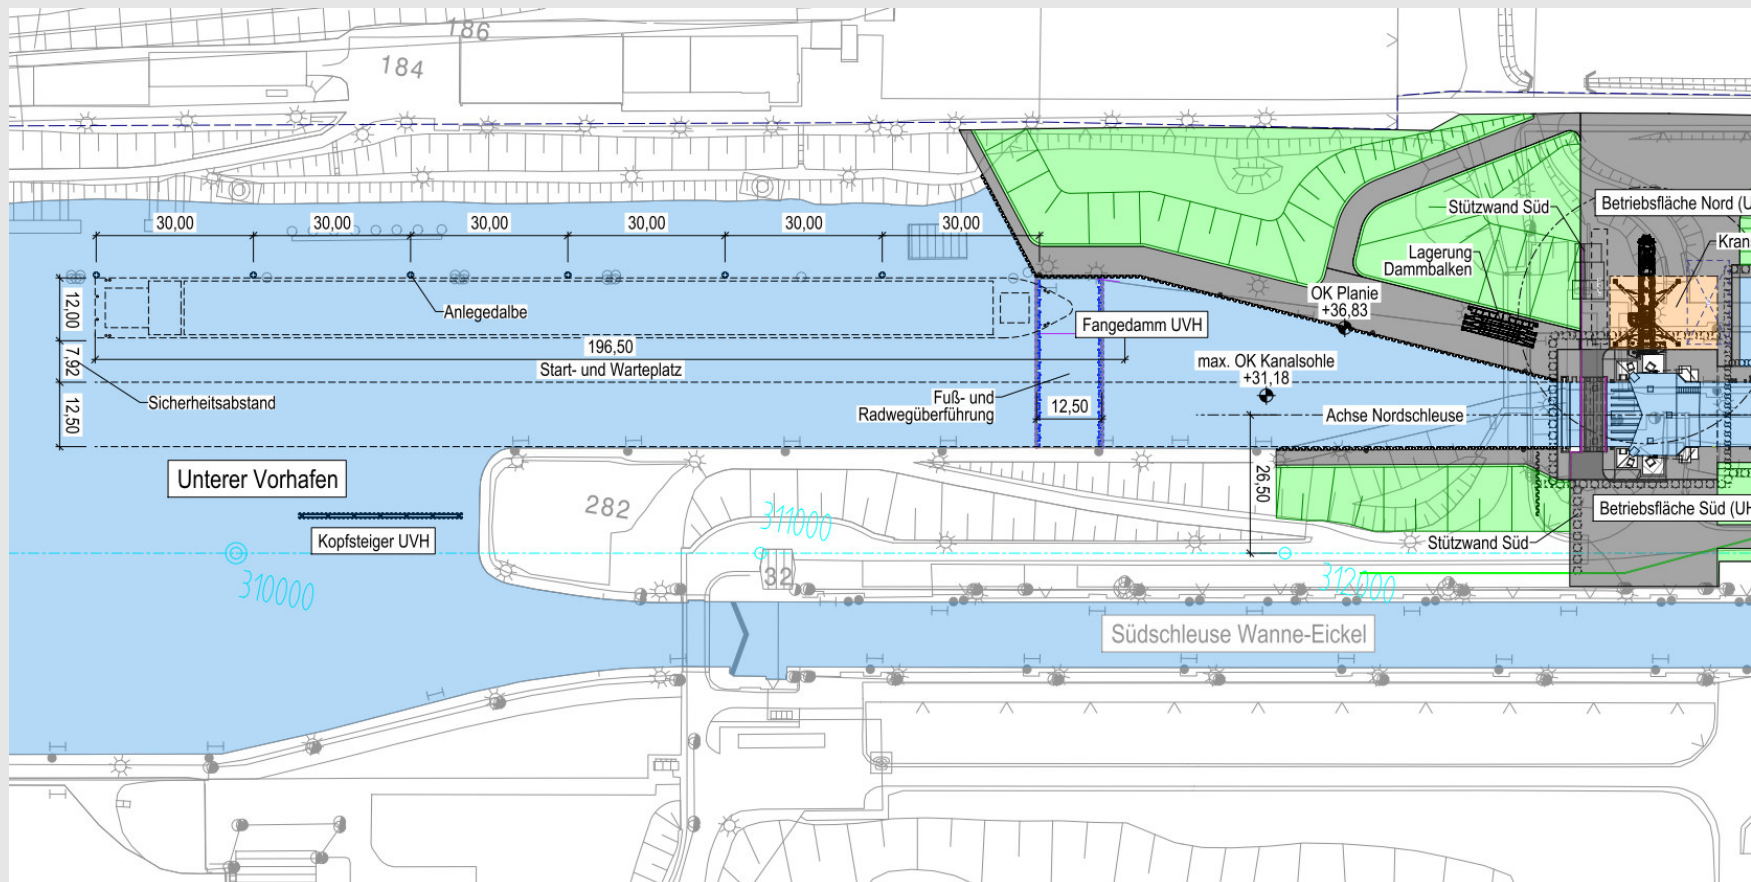 186
184
30,00
30,00
30,00
30,00
30,00
30,00
Stützwand Süd
Betriebsfläche Nord (U
Kran
Lagerung
Dammbalken
OK Planie
+36,83
12,00
Anlegedalbe
Fangedamm UVH
196,50
7,92
Start- und Warteplatz
max. OK Kanalsohle
+31,18
Sicherheitsabstand
12,50
Fuß- und
Radwegüberführung
12,50
Achse Nordschleuse
Unterer Vorhafen
26,50
282
311000
Betriebsfläche Süd (UH
Kopfsteiger UVH
Stützwand Süd
32
310000
312000
Südschleuse Wanne-Eickel